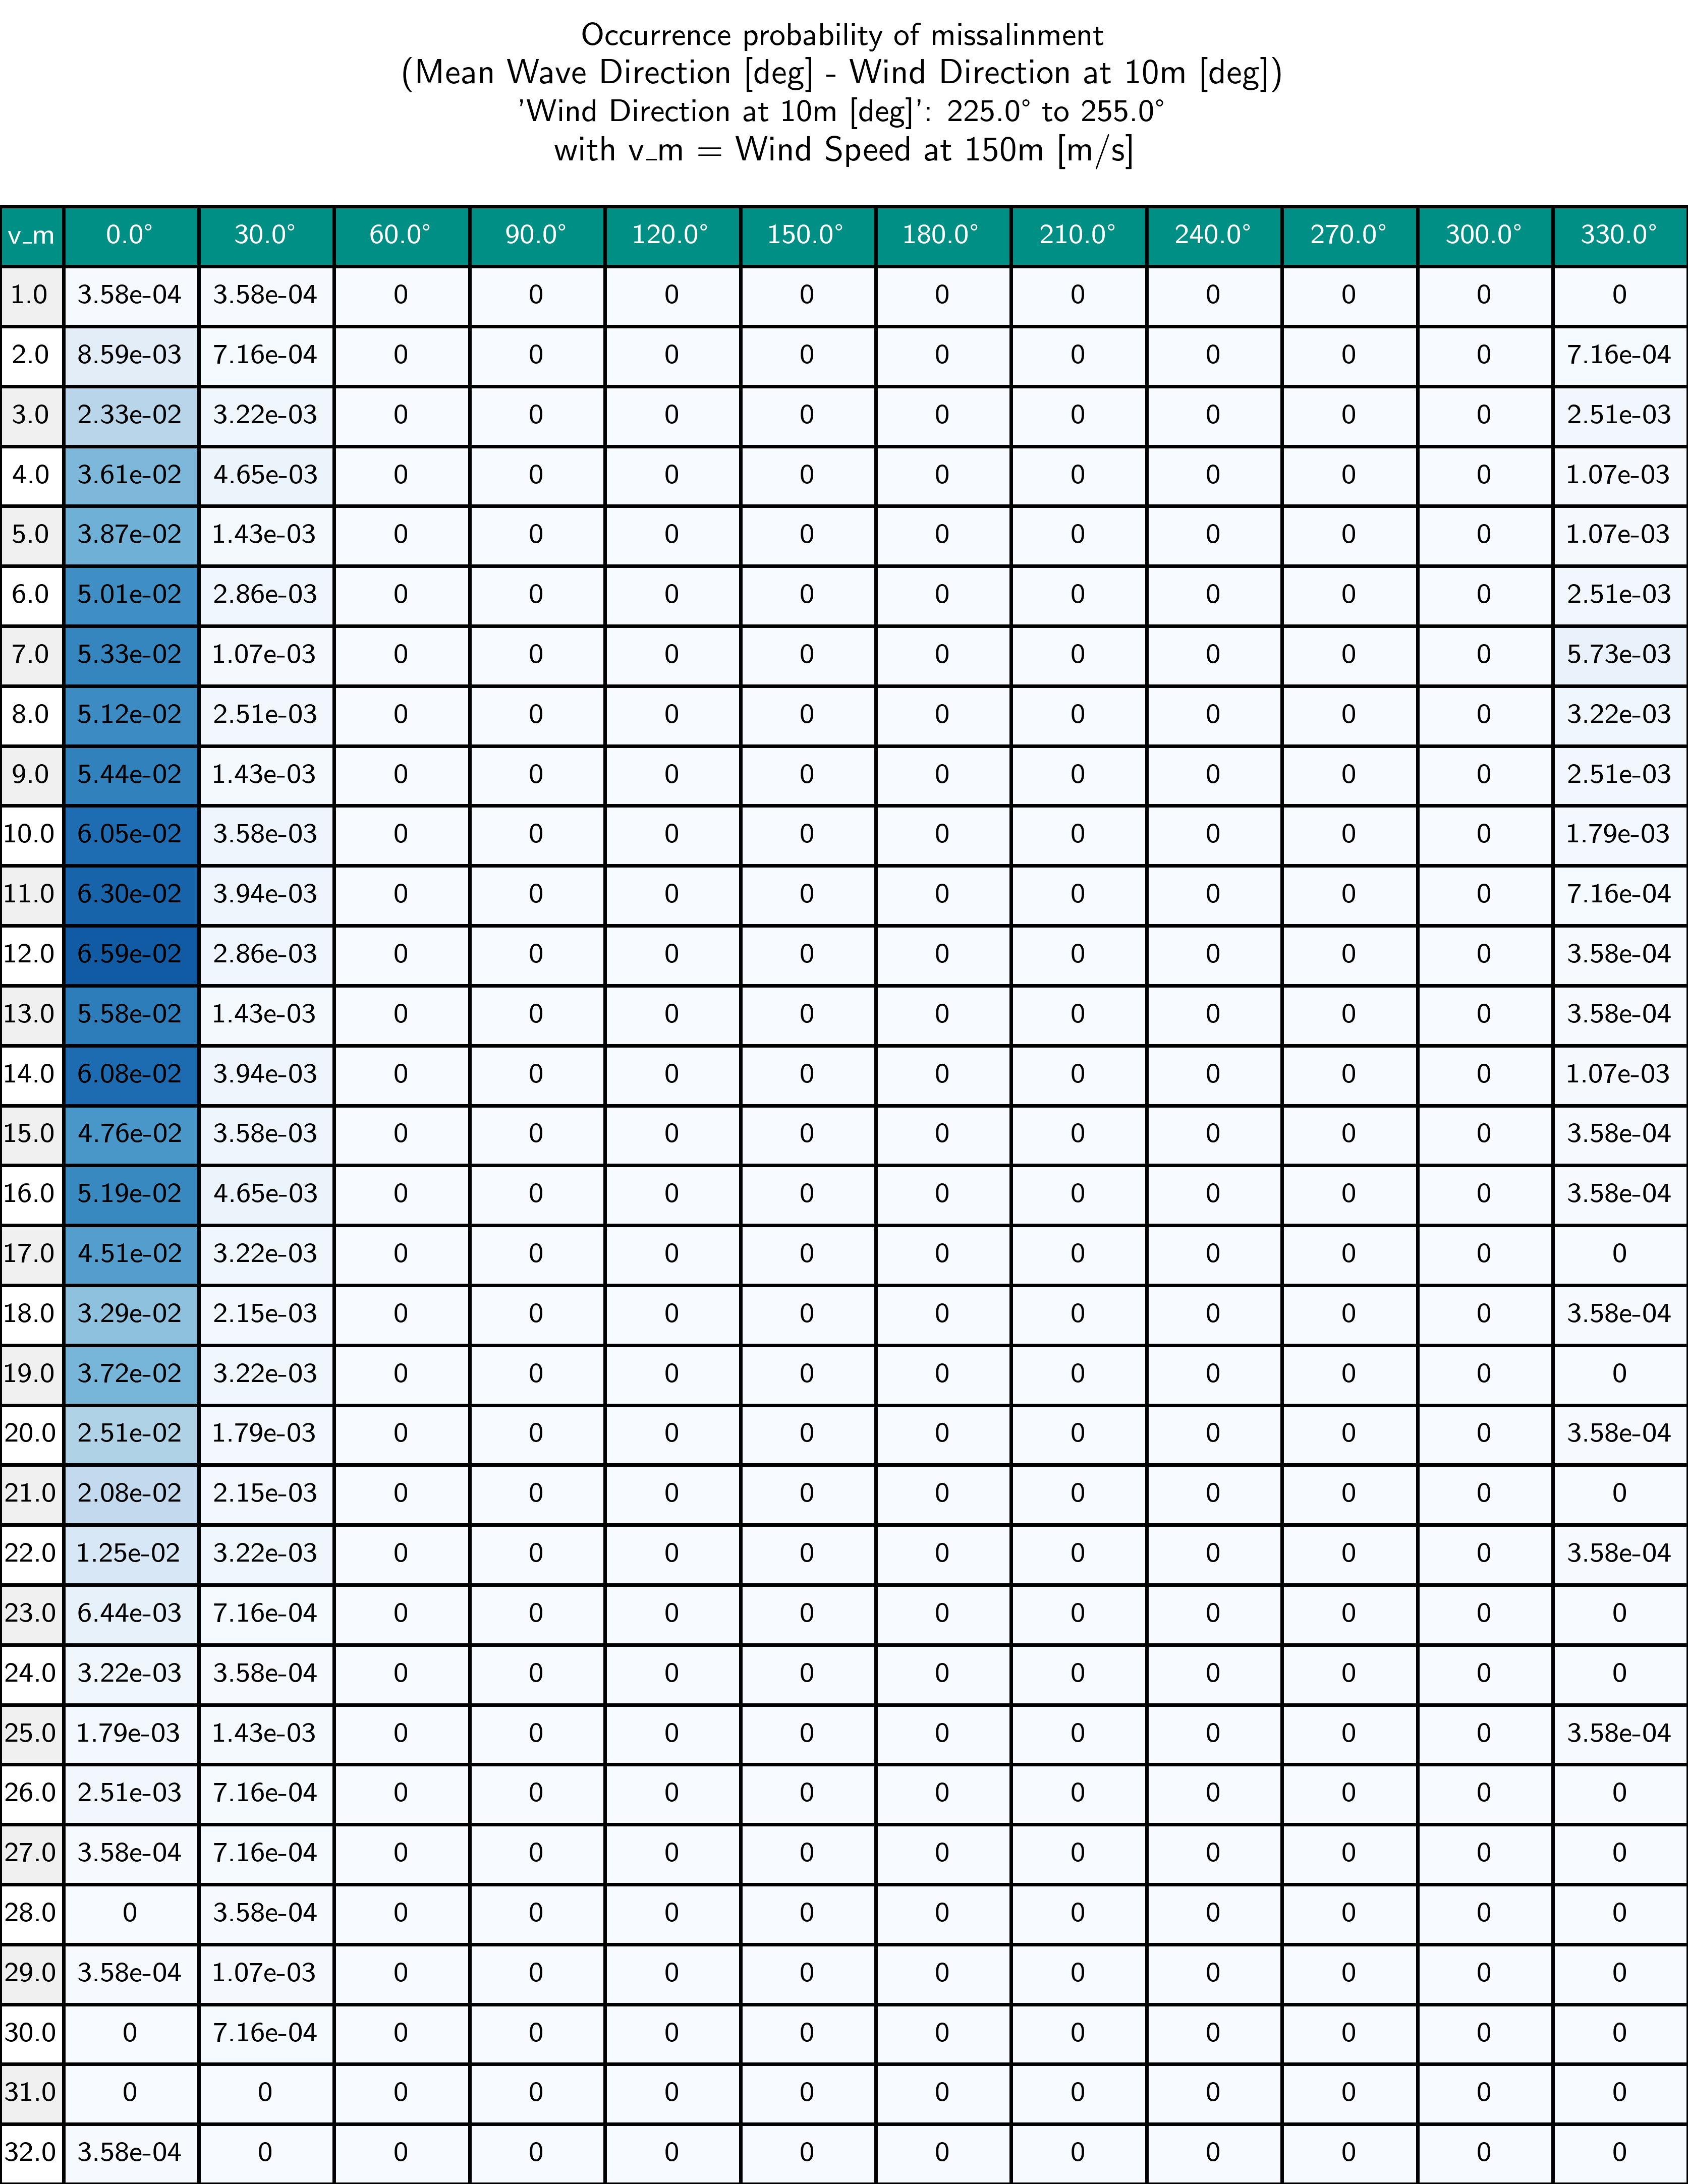 Occurrence probability of missalinment
(Mean Wave Direction [deg] - Wind Direction at 10m [deg])
'Wind Direction at 10m [deg]': 225.0° to 255.0°
with v_m = Wind Speed at 150m [m/s]
v_m 0.0° 30.0° 60.0° 90.0° 120.0° 150.0° 180.0° 210.0° 240.0° 270.0° 300.0° 330.0°
1.0 3.58e-04 3.58e-04 0 0 0 0 0 0 0 0 0 0
2.0 8.59e-03 7.16e-04 0 0 0 0 0 0 0 0 0 7.16e-04
3.0 2.33e-02 3.22e-03 0 0 0 0 0 0 0 0 0 2.51e-03
4.0 3.61e-02 4.65e-03 0 0 0 0 0 0 0 0 0 1.07e-03
5.0 3.87e-02 1.43e-03 0 0 0 0 0 0 0 0 0 1.07e-03
6.0 5.01e-02 2.86e-03 0 0 0 0 0 0 0 0 0 2.51e-03
7.0 5.33e-02 1.07e-03 0 0 0 0 0 0 0 0 0 5.73e-03
8.0 5.12e-02 2.51e-03 0 0 0 0 0 0 0 0 0 3.22e-03
9.0 5.44e-02 1.43e-03 0 0 0 0 0 0 0 0 0 2.51e-03
10.0 6.05e-02 3.58e-03 0 0 0 0 0 0 0 0 0 1.79e-03
11.0 6.30e-02 3.94e-03 0 0 0 0 0 0 0 0 0 7.16e-04
12.0 6.59e-02 2.86e-03 0 0 0 0 0 0 0 0 0 3.58e-04
13.0 5.58e-02 1.43e-03 0 0 0 0 0 0 0 0 0 3.58e-04
14.0 6.08e-02 3.94e-03 0 0 0 0 0 0 0 0 0 1.07e-03
15.0 4.76e-02 3.58e-03 0 0 0 0 0 0 0 0 0 3.58e-04
16.0 5.19e-02 4.65e-03 0 0 0 0 0 0 0 0 0 3.58e-04
17.0 4.51e-02 3.22e-03 0 0 0 0 0 0 0 0 0 0
18.0 3.29e-02 2.15e-03 0 0 0 0 0 0 0 0 0 3.58e-04
19.0 3.72e-02 3.22e-03 0 0 0 0 0 0 0 0 0 0
20.0 2.51e-02 1.79e-03 0 0 0 0 0 0 0 0 0 3.58e-04
21.0 2.08e-02 2.15e-03 0 0 0 0 0 0 0 0 0 0
22.0 1.25e-02 3.22e-03 0 0 0 0 0 0 0 0 0 3.58e-04
23.0 6.44e-03 7.16e-04 0 0 0 0 0 0 0 0 0 0
24.0 3.22e-03 3.58e-04 0 0 0 0 0 0 0 0 0 0
25.0 1.79e-03 1.43e-03 0 0 0 0 0 0 0 0 0 3.58e-04
26.0 2.51e-03 7.16e-04 0 0 0 0 0 0 0 0 0 0
27.0 3.58e-04 7.16e-04 0 0 0 0 0 0 0 0 0 0
28.0 0 3.58e-04 0 0 0 0 0 0 0 0 0 0
29.0 3.58e-04 1.07e-03 0 0 0 0 0 0 0 0 0 0
30.0 0 7.16e-04 0 0 0 0 0 0 0 0 0 0
31.0 0 0 0 0 0 0 0 0 0 0 0 0
32.0 3.58e-04 0 0 0 0 0 0 0 0 0 0 0